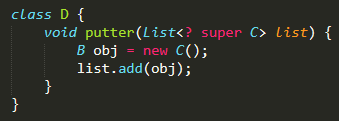 class D {
    void putter(List<? super C> list) {
        B obj = new C();
        list.add(obj);
    }
}